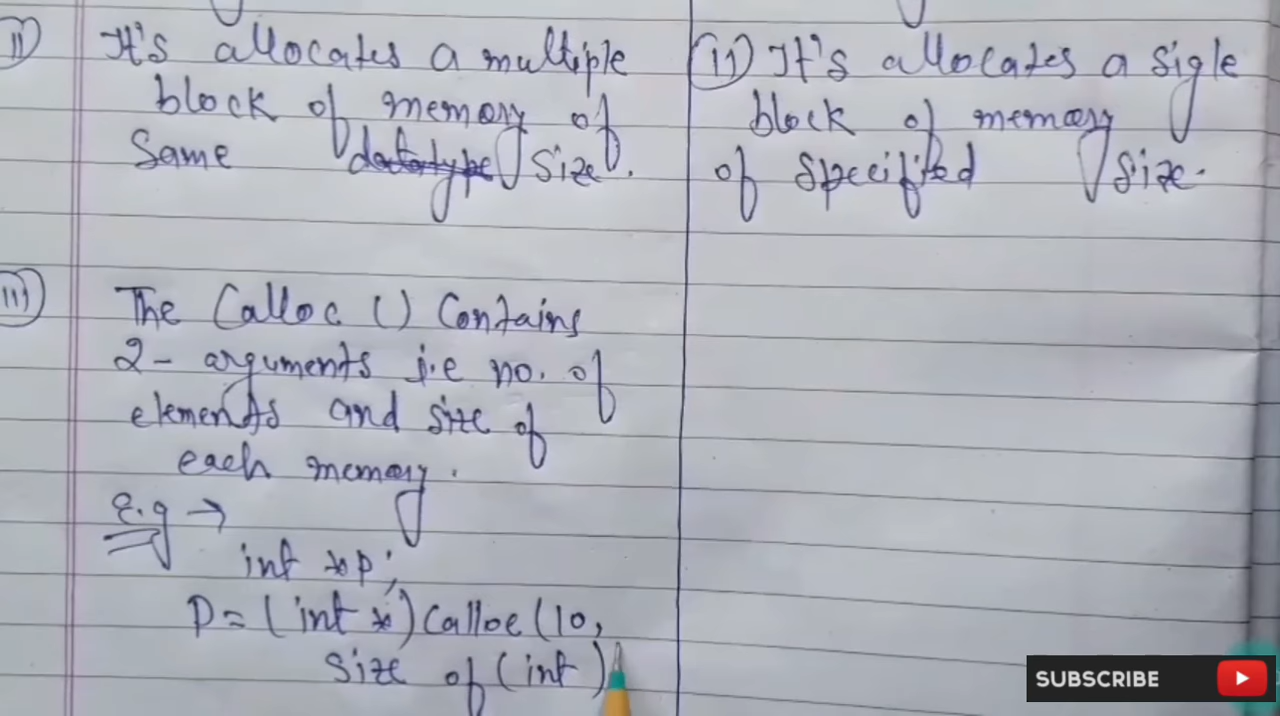 II) It's allocates a multiple
block of memory of
Same size.
(II) It's allocates a sigle
block of memory
of specified size.
III) The Calloc () Contains
2- arguments i.e no. of
elements and size of
each memory.
E.g →
int *p;
P = (int *) Calloc (10,
Size of (int)
SUBSCRIBE